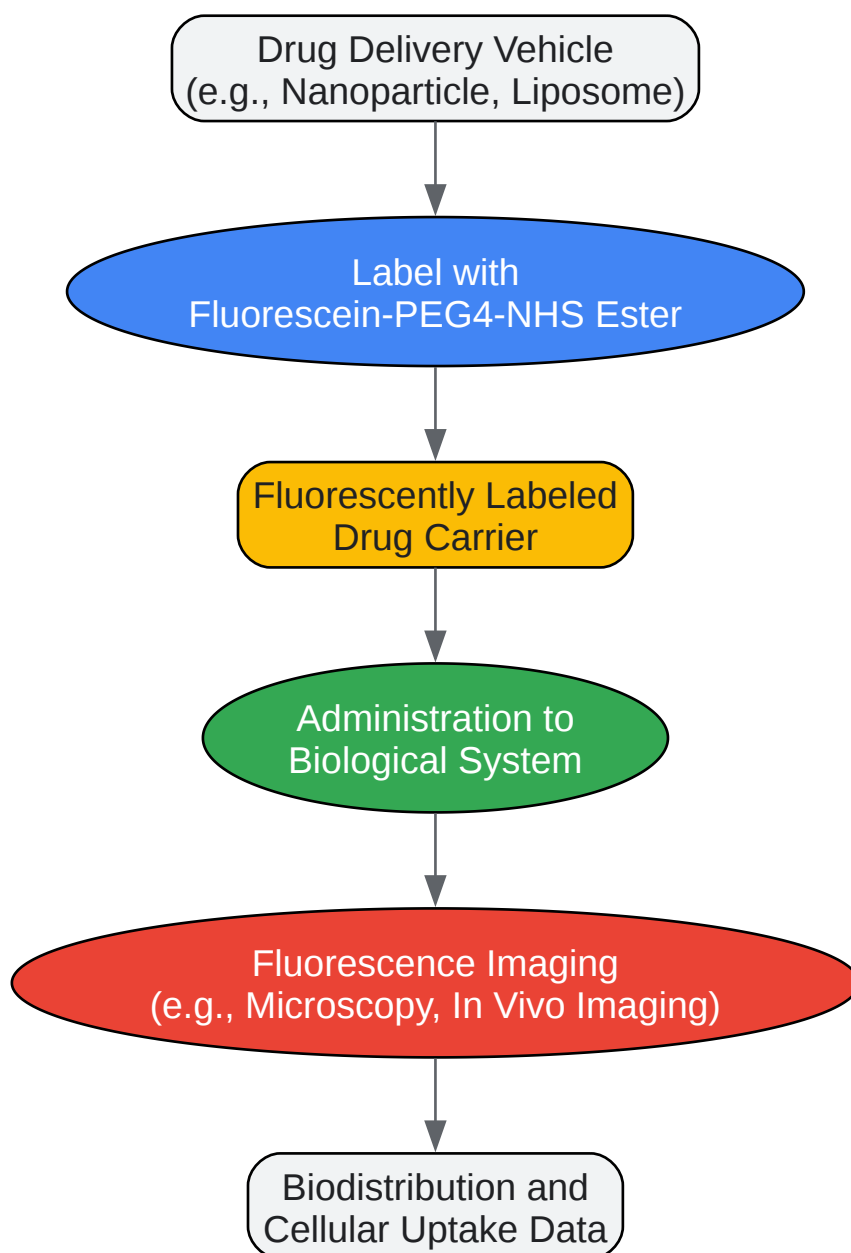 Drug Delivery Vehicle
(e.g., Nanoparticle, Liposome)
Label with
Fluorescein-PEG4-NHS Ester
Fluorescently Labeled
Drug Carrier
Administration to
Biological System
Fluorescence Imaging
(e.g., Microscopy, In Vivo Imaging)
Biodistribution and
Cellular Uptake Data